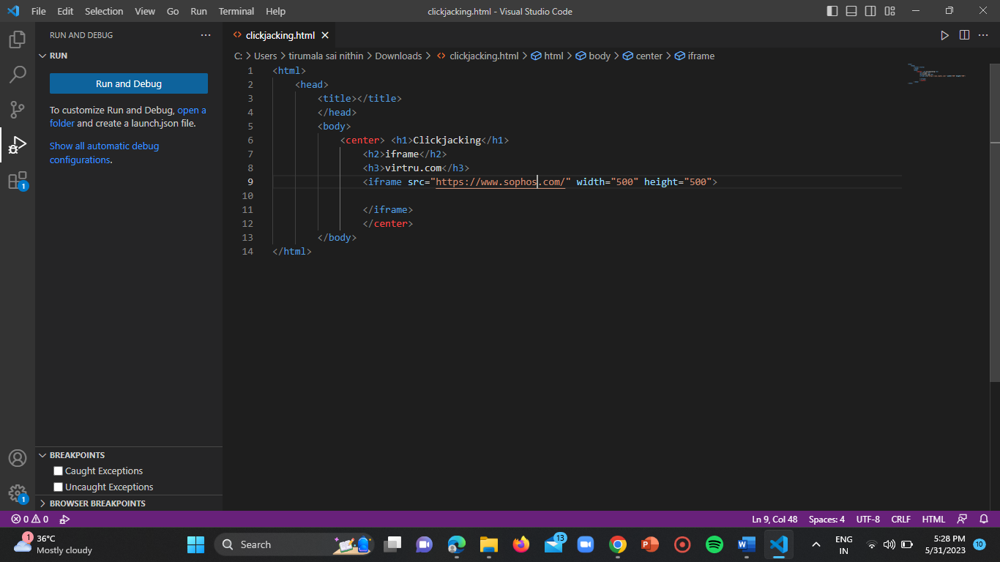 File Edit Selection View Go Run Terminal Help
clickjacking.html - Visual Studio Code
RUN AND DEBUG
RUN
Run and Debug
To customize Run and Debug, open a
folder and create a launch.json file.
Show all automatic debug
configurations.
1
BREAKPOINTS
Caught Exceptions
Uncaught Exceptions
BROWSER BREAKPOINTS
1
clickjacking.html
C: > Users > tirumala sai nithin > Downloads > clickjacking.html > html > body > center > iframe
1 <html>
2 <head>
3 <title></title>
4 </head>
5 <body>
6 <center> <h1>Clickjacking</h1>
7 <h2>iframe</h2>
8 <h3>virtru.com</h3>
9 <iframe src="https://www.sophos.com/" width="500" height="500">
10
11 </iframe>
12 </center>
13 </body>
14 </html>
0 0
Ln 9, Col 48 Spaces: 4 UTF-8 CRLF HTML
1
36°C
Mostly cloudy
Search
13
ENG
IN
5:28 PM
5/31/2023
10